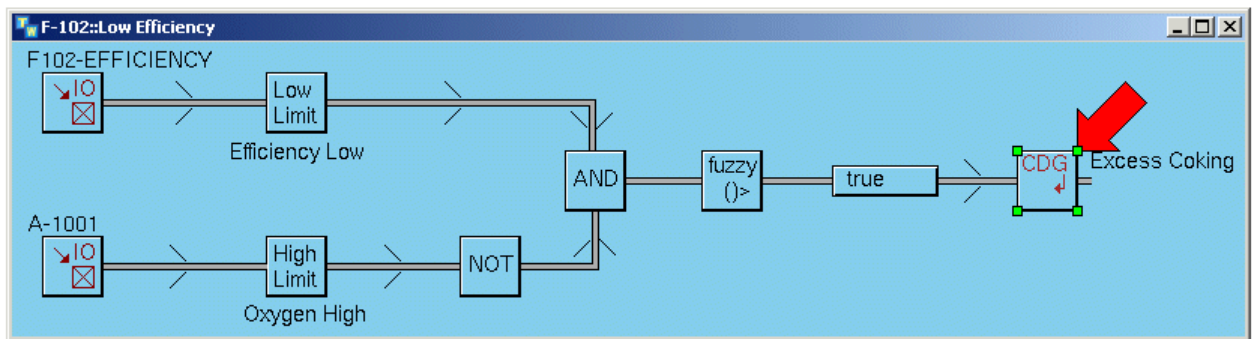 F-102::Low Efficiency
F102-EFFICIENCY
IO
Low
Limit
Efficiency Low
AND
fuzzy
()>
true
CDG
Excess Coking
A-1001
IO
High
Limit
Oxygen High
NOT